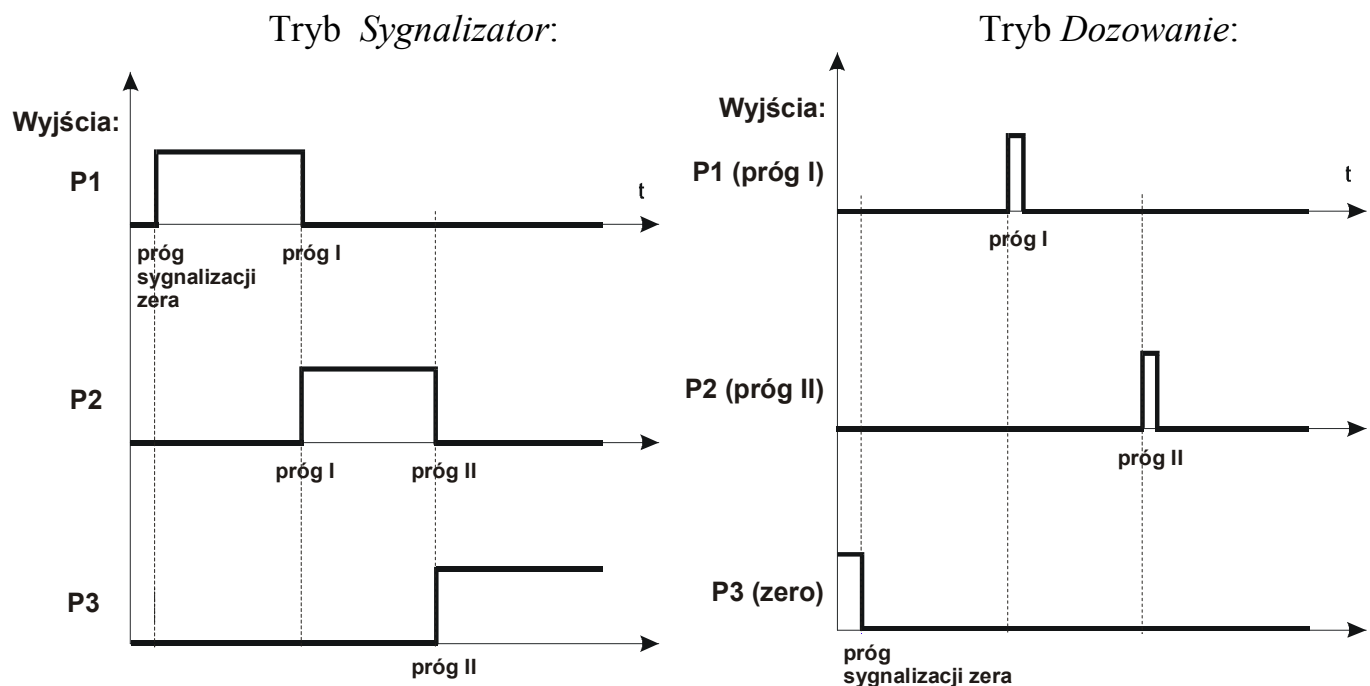 Tryb Sygnalizator:
Wyjścia:
P1
t
próg
sygnalizacji
zera
próg I
P2
próg I
próg II
P3
próg II
Tryb Dozowanie:
Wyjścia:
P1 (próg I)
t
próg I
P2 (próg II)
próg II
P3 (zero)
próg
sygnalizacji zera